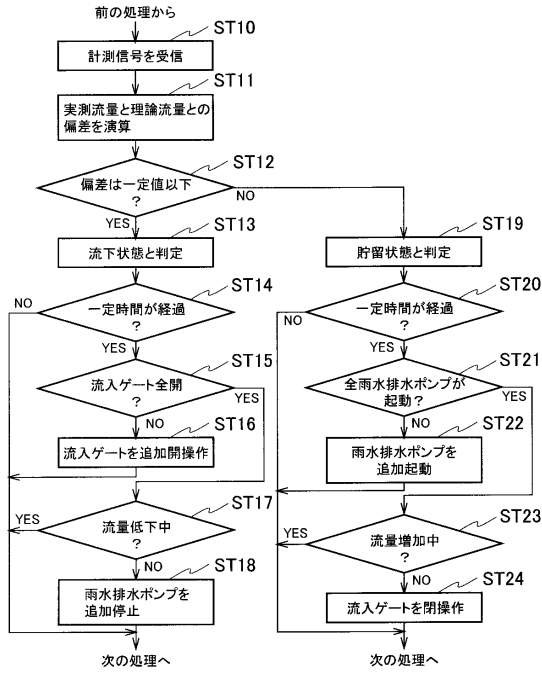 前の処理から
ST10
計測信号を受信
ST11
実測流量と理論流量との
偏差を演算
ST12
偏差は一定値以下
?
NO
YES
ST13
流下状態と判定
ST14
NO
一定時間が経過
?
YES
ST15
流入ゲート全開
?
YES
NO
ST16
流入ゲートを追加開操作
ST17
YES
流量低下中
?
NO
ST18
雨水排水ポンプを
追加停止
次の処理へ
ST19
貯留状態と判定
ST20
NO
一定時間が経過
?
YES
ST21
全雨水排水ポンプが
起動?
YES
NO
ST22
雨水排水ポンプを
追加起動
ST23
YES
流量増加中
?
NO
ST24
流入ゲートを閉操作
次の処理へ